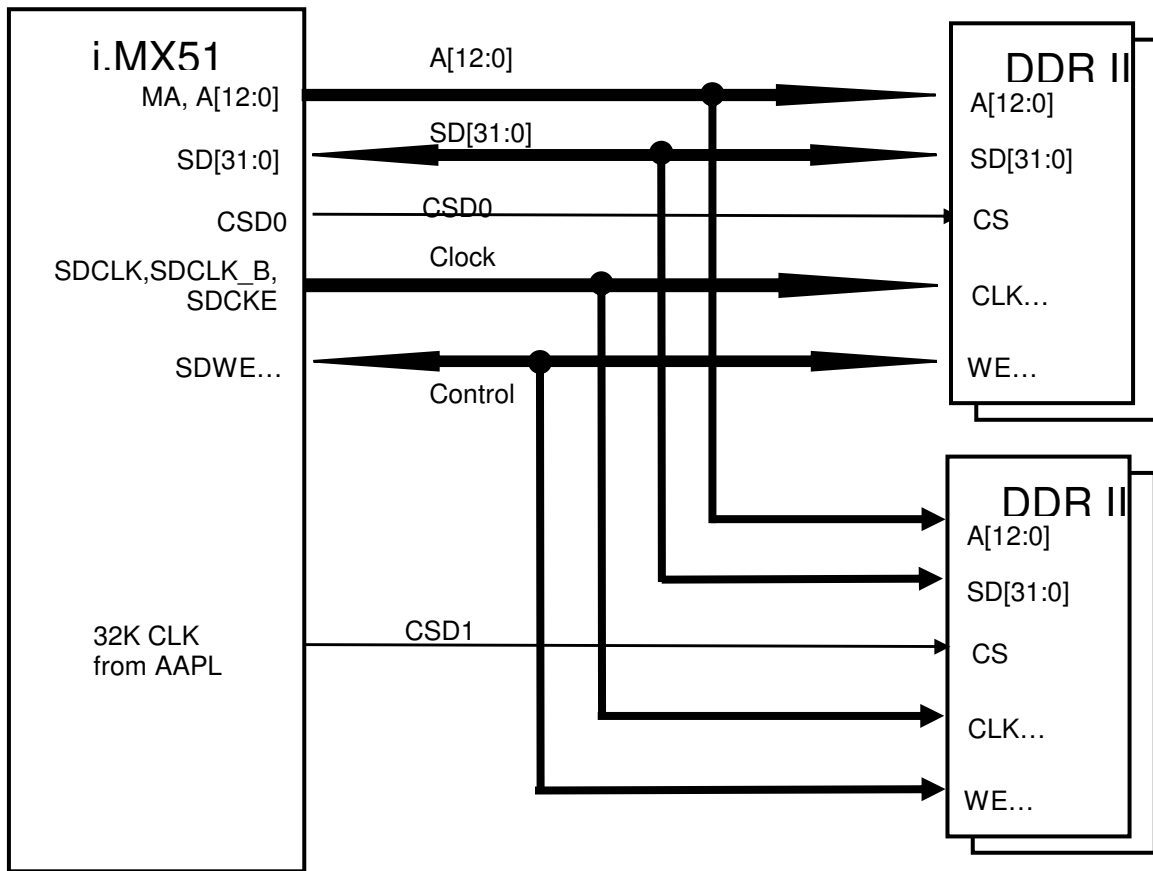 i.MX51
MA, A[12:0]
SD[31:0]
CSD0
SDCLK,SDCLK_B,
SDCKE
SDWE...
32K CLK
from AAPL
A[12:0]
SD[31:0]
CSD0
Clock
Control
CSD1
DDR II
A[12:0]
SD[31:0]
CS
CLK...
WE...
DDR II
A[12:0]
SD[31:0]
CS
CLK...
WE...